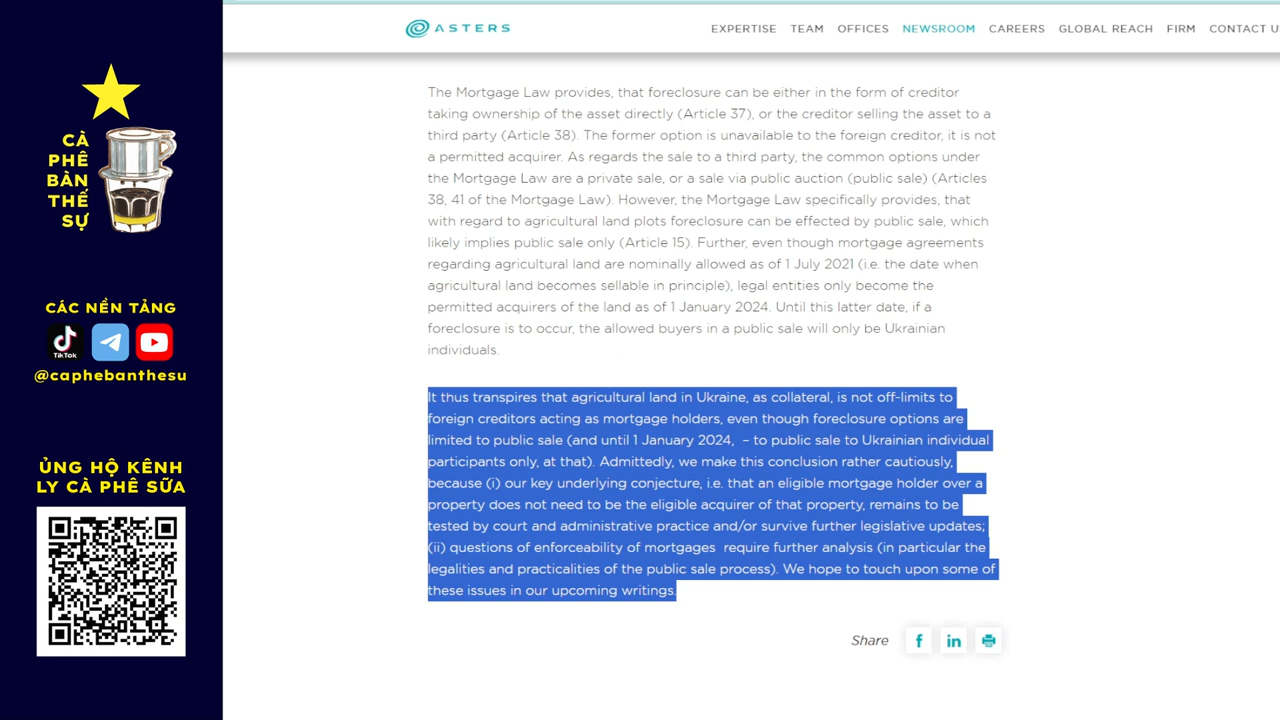 CÀ
PHÊ
BÀN
THẾ
SỰ
CÁC NỀN TẢNG
TikTok
@caphebanthesu
ỦNG HỘ KÊNH
LY CÀ PHÊ SỮA
ASTERS
EXPERTISE TEAM OFFICES NEWSROOM CAREERS GLOBAL REACH FIRM CONTACT U
The Mortgage Law provides, that foreclosure can be either in the form of creditor
taking ownership of the asset directly (Article 37), or the creditor selling the asset to a
third party (Article 38). The former option is unavailable to the foreign creditor, it is not
a permitted acquirer. As regards the sale to a third party, the common options under
the Mortgage Law are a private sale, or a sale via public auction (public sale) (Articles
38, 41 of the Mortgage Law). However, the Mortgage Law specifically provides, that
with regard to agricultural land plots foreclosure can be effected by public sale, which
likely implies public sale only (Article 15). Further, even though mortgage agreements
regarding agricultural land are nominally allowed as of 1 July 2021 (i.e. the date when
agricultural land becomes sellable in principle), legal entities only become the
permitted acquirers of the land as of 1 January 2024. Until this latter date, if a
foreclosure is to occur, the allowed buyers in a public sale will only be Ukrainian
individuals.
It thus transpires that agricultural land in Ukraine, as collateral, is not off-limits to
foreign creditors acting as mortgage holders, even though foreclosure options are
limited to public sale (and until 1 January 2024, – to public sale to Ukrainian individual
participants only, at that). Admittedly, we make this conclusion rather cautiously,
because (i) our key underlying conjecture, i.e. that an eligible mortgage holder over a
property does not need to be the eligible acquirer of that property, remains to be
tested by court and administrative practice and/or survive further legislative updates;
(ii) questions of enforceability of mortgages require further analysis (in particular the
legalities and practicalities of the public sale process). We hope to touch upon some of
these issues in our upcoming writings.
Share